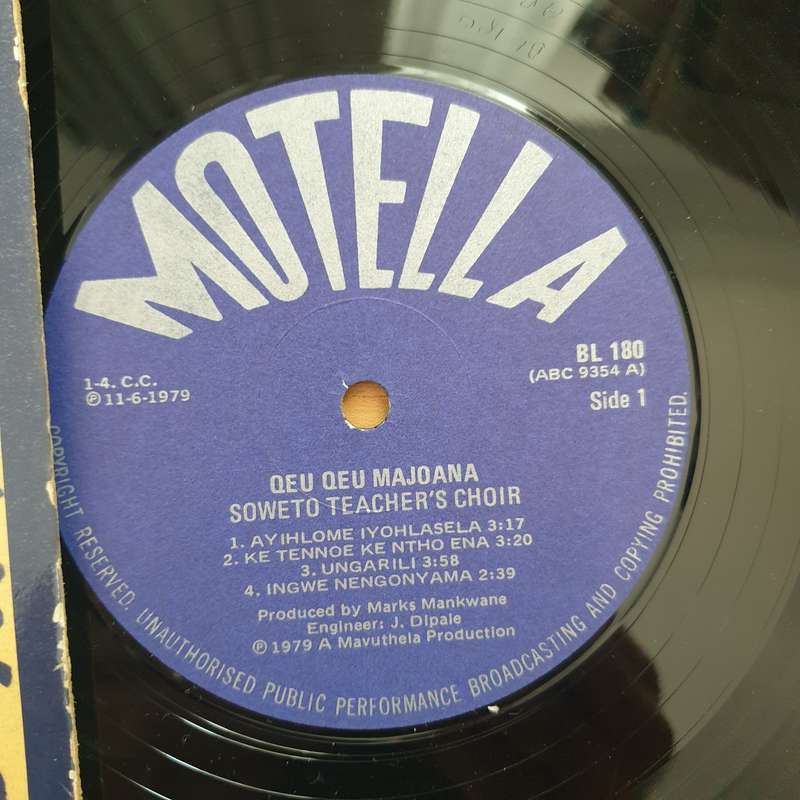 MOTELLA
BL 180
(ABC 9354 A)
Side 1
1-4. C.C.
℗ 11-6-1979
QEU QEU MAJOANA
SOWETO TEACHER'S CHOIR
1. AYIHLOME IYOHLASELA 3:17
2. KE TENNOE KE NTHO ENA 3:20
3. UNGARILI 3:58
4. INGWE NENGONYAMA 2:39
Produced by Marks Mankwane
Engineer: J. Dipale
℗ 1979 A Mavuthela Production
COPYRIGHT RESERVED. UNAUTHORISED PUBLIC PERFORMANCE BROADCASTING AND COPYING PROHIBITED.